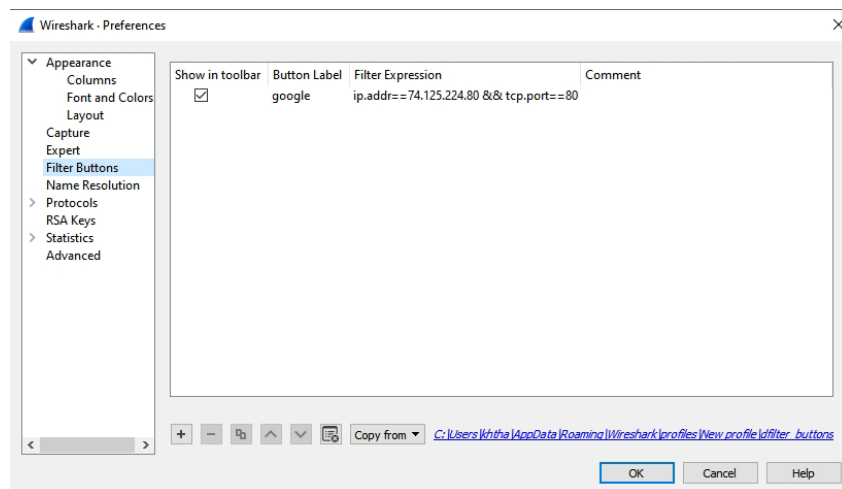 Wireshark · Preferences
Appearance
Columns
Font and Colors
Layout
Capture
Expert
Filter Buttons
Name Resolution
Protocols
RSA Keys
Statistics
Advanced
Show in toolbar Button Label Filter Expression Comment
google ip.addr==74.125.224.80 && tcp.port==80
Copy from C:\Users\khtha\AppData\Roaming\Wireshark\profiles\New profile\dfilter_buttons
OK Cancel Help